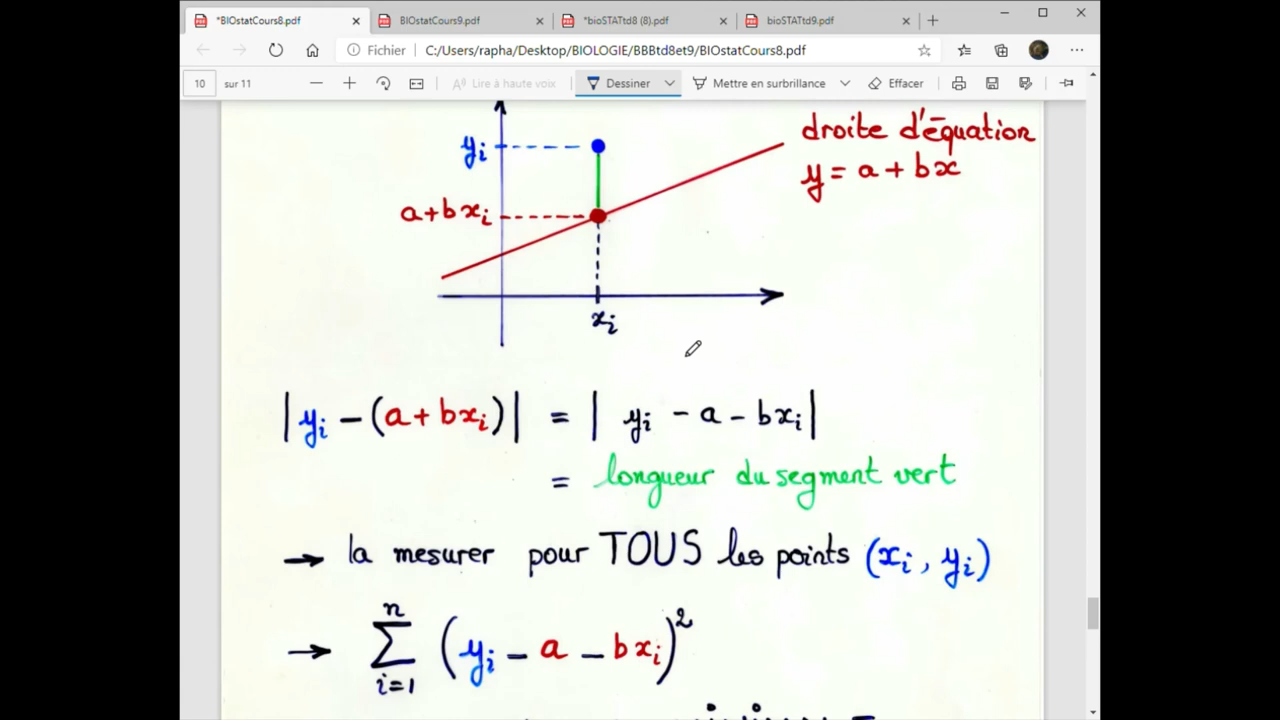 *BIOstatCours8.pdf
BIOstatCours9.pdf
*bioSTATtd8 (8).pdf
bioSTATtd9.pdf
Fichier
C:/Users/rapha/Desktop/BIOLOGIE/BBBtd8et9/BIOstatCours8.pdf
10 sur 11
Lire à haute voix
Dessiner
Mettre en surbrillance
Effacer
yi
droite d'équation
y = a + bx
a+bxi
xi
|yi − (a + bxi)| = | yi − a − bxi|
= longueur du segment vert
→ la mesurer pour TOUS les points (xi, yi)
→ n∑i=1 (yi − a − bxi)²